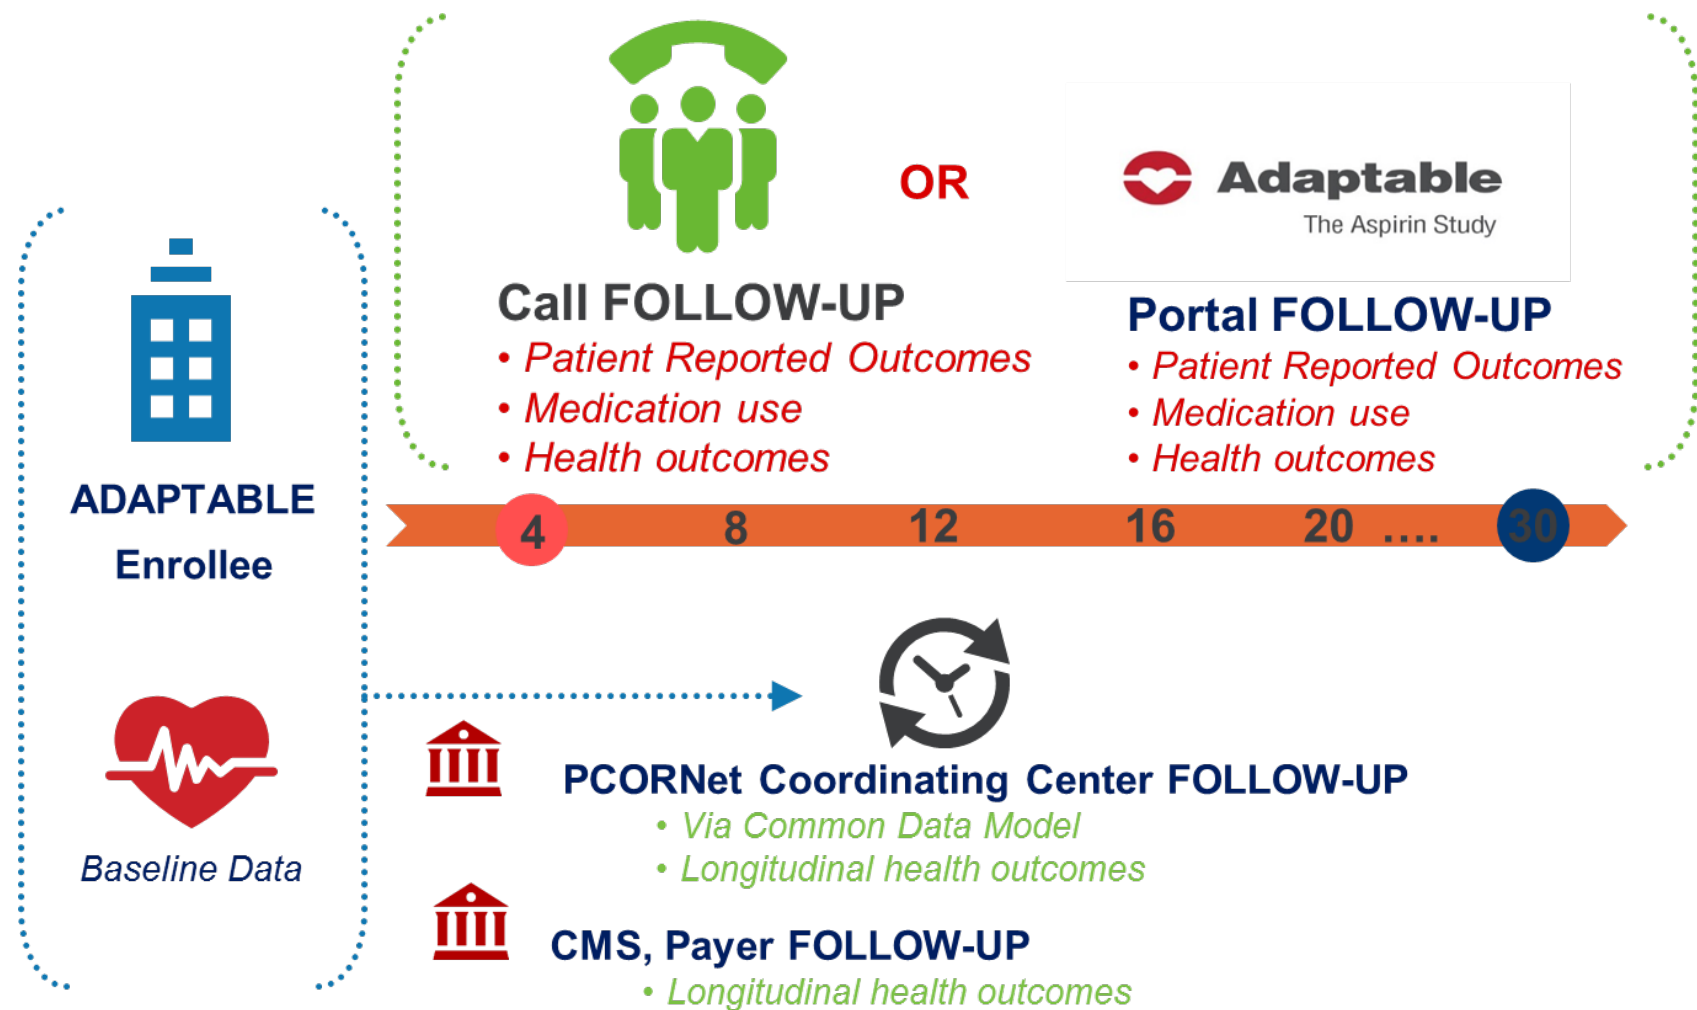 OR
Adaptable
The Aspirin Study
Call FOLLOW-UP
• Patient Reported Outcomes
• Medication use
• Health outcomes
Portal FOLLOW-UP
• Patient Reported Outcomes
• Medication use
• Health outcomes
ADAPTABLE
Enrollee
4 8 12 16 20 .... 30
Baseline Data
PCORNet Coordinating Center FOLLOW-UP
• Via Common Data Model
• Longitudinal health outcomes
CMS, Payer FOLLOW-UP
• Longitudinal health outcomes